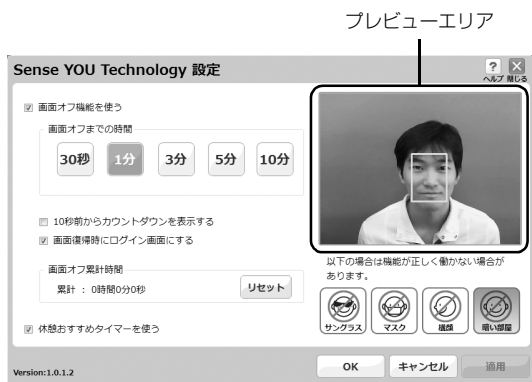 プレビューエリア
Sense YOU Technology 設定
?
ヘルプ 閉じる
画面オフ機能を使う
画面オフまでの時間
30秒 1分 3分 5分 10分
10秒前からカウントダウンを表示する
画面復帰時にログイン画面にする
以下の場合は機能が正しく働かない場合が
あります。
画面オフ累計時間
累計 : 0時間0分0秒
リセット
サングラス マスク 横顔 暗い部屋
休憩おすすめタイマーを使う
Version:1.0.1.2
OK キャンセル 適用